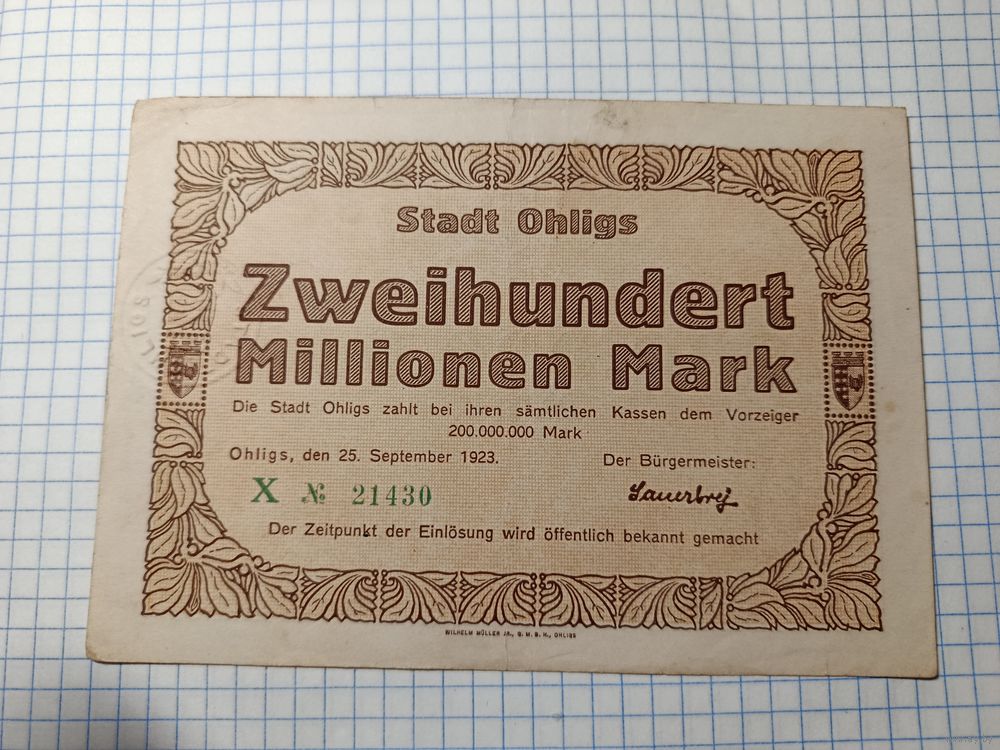 Stadt Ohligs
Zweihundert
Millionen Mark
Die Stadt Ohligs zahlt bei ihren sämtlichen Kassen dem Vorzeiger
200.000.000 Mark
Ohligs, den 25. September 1923.
Der Bürgermeister:
X № 21430
Sauerbrej
Der Zeitpunkt der Einlösung wird öffentlich bekannt gemacht
WILHELM MÜLLER JR., G. M. B. H., OHLIGS